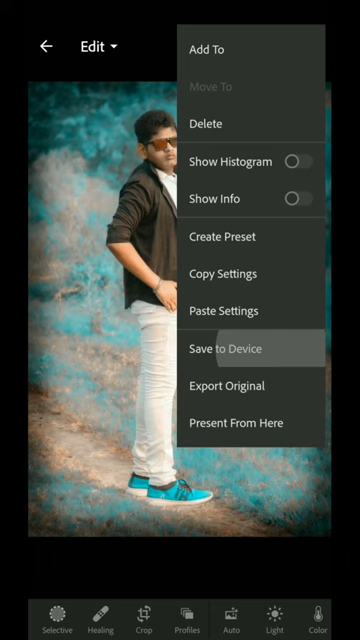 Edit
Add To
Move To
Delete
Show Histogram
Show Info
Create Preset
Copy Settings
Paste Settings
Save to Device
Export Original
Present From Here
Selective Healing Crop Profiles Auto Light Color